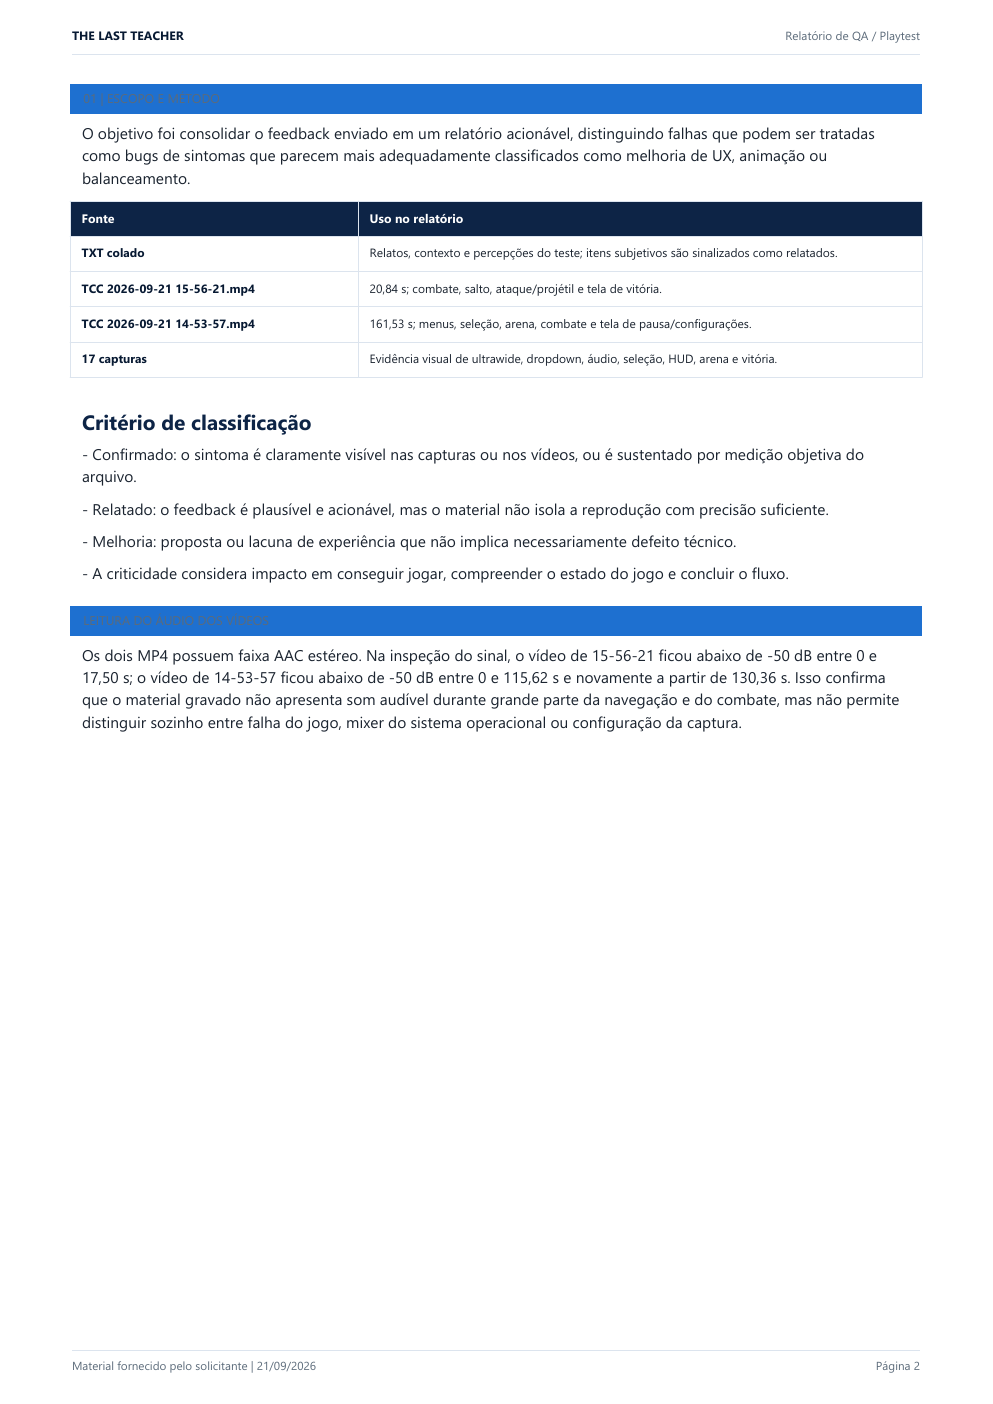 THE LAST TEACHER
Relatório de QA / Playtest
01 | ESCOPO E MÉTODO
O objetivo foi consolidar o feedback enviado em um relatório acionável, distinguindo falhas que podem ser tratadas
como bugs de sintomas que parecem mais adequadamente classificados como melhoria de UX, animação ou
balanceamento.
Fonte
Uso no relatório
TXT colado
Relatos, contexto e percepções do teste; itens subjetivos são sinalizados como relatados.
TCC 2026-09-21 15-56-21.mp4
20,84 s; combate, salto, ataque/projétil e tela de vitória.
TCC 2026-09-21 14-53-57.mp4
161,53 s; menus, seleção, arena, combate e tela de pausa/configurações.
17 capturas
Evidência visual de ultrawide, dropdown, áudio, seleção, HUD, arena e vitória.
Critério de classificação
- Confirmado: o sintoma é claramente visível nas capturas ou nos vídeos, ou é sustentado por medição objetiva do
arquivo.
- Relatado: o feedback é plausível e acionável, mas o material não isola a reprodução com precisão suficiente.
- Melhoria: proposta ou lacuna de experiência que não implica necessariamente defeito técnico.
- A criticidade considera impacto em conseguir jogar, compreender o estado do jogo e concluir o fluxo.
LEITURA DO ÁUDIO DOS VÍDEOS
Os dois MP4 possuem faixa AAC estéreo. Na inspeção do sinal, o vídeo de 15-56-21 ficou abaixo de -50 dB entre 0 e
17,50 s; o vídeo de 14-53-57 ficou abaixo de -50 dB entre 0 e 115,62 s e novamente a partir de 130,36 s. Isso confirma
que o material gravado não apresenta som audível durante grande parte da navegação e do combate, mas não permite
distinguir sozinho entre falha do jogo, mixer do sistema operacional ou configuração da captura.
Material fornecido pelo solicitante | 21/09/2026
Página 2